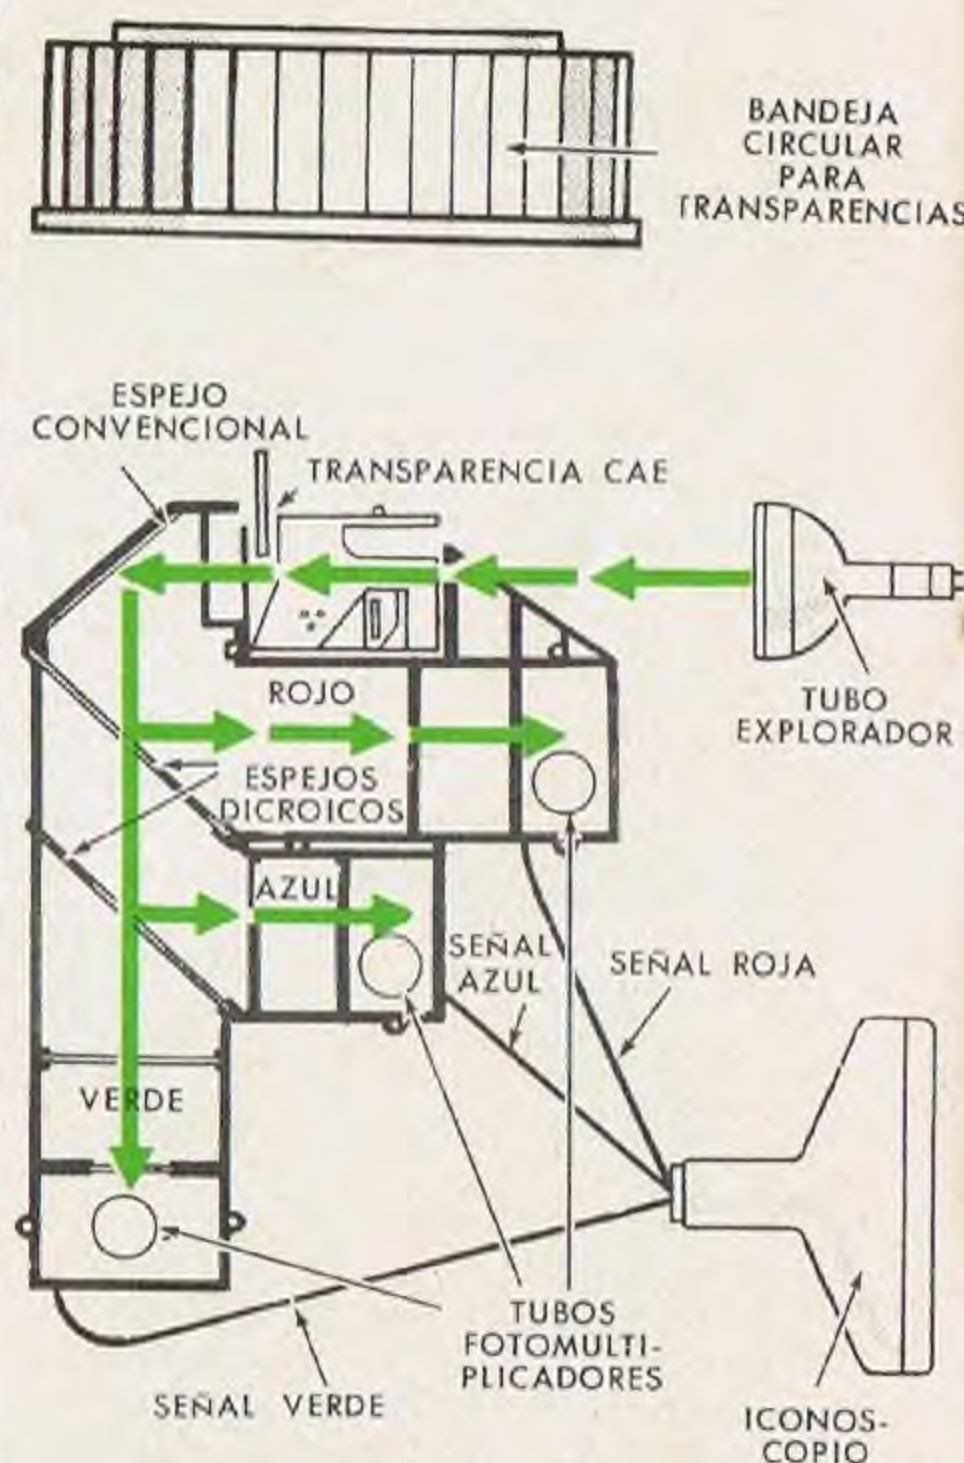 BANDEJA
CIRCULAR
PARA
TRANSPARENCIAS
ESPEJO
CONVENCIONAL
TRANSPARENCIA CAE
TUBO
EXPLORADOR
ROJO
ESPEJOS
DICROICOS
AZUL
SEÑAL
AZUL
SEÑAL ROJA
VERDE
TUBOS
FOTOMULTI-
PLICADORES
SEÑAL VERDE
ICONOS-
COPIO